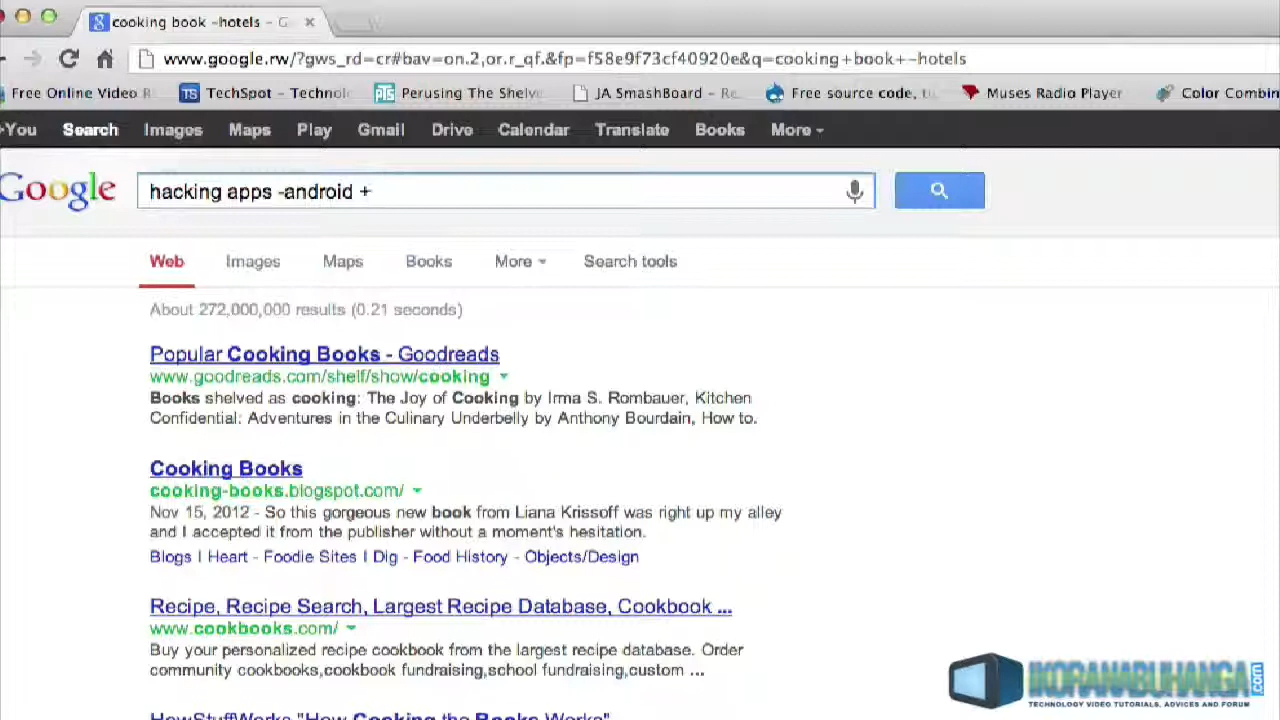 cooking book -hotels - G
www.google.rw/?gws_rd=cr#bav=on.2,or.r_qf.&fp=f58e9f73cf40920e&q=cooking+book+-hotels
Free Online Video R TechSpot - Technolo Perusing The Shelve JA SmashBoard - Re Free source code, tu Muses Radio Player Color Combin
+You Search Images Maps Play Gmail Drive Calendar Translate Books More
Google hacking apps -android +
Web Images Maps Books More Search tools
About 272,000,000 results (0.21 seconds)
Popular Cooking Books - Goodreads
www.goodreads.com/shelf/show/cooking
Books shelved as cooking: The Joy of Cooking by Irma S. Rombauer, Kitchen
Confidential: Adventures in the Culinary Underbelly by Anthony Bourdain, How to.
Cooking Books
cooking-books.blogspot.com/
Nov 15, 2012 - So this gorgeous new book from Liana Krissoff was right up my alley
and I accepted it from the publisher without a moment's hesitation.
Blogs I Heart - Foodie Sites I Dig - Food History - Objects/Design
Recipe, Recipe Search, Largest Recipe Database, Cookbook ...
www.cookbooks.com/
Buy your personalized recipe cookbook from the largest recipe database. Order
community cookbooks,cookbook fundraising,school fundraising,custom ...
HowStuffWorks "How Cooking the Books Works"
IKORANABUHANGA.com
TECHNOLOGY VIDEO TUTORIALS, ADVICES AND FORUM